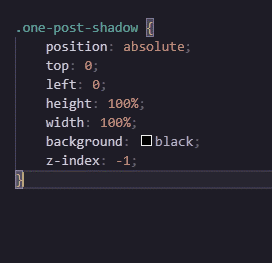 .one-post-shadow {
position: absolute;
top: 0;
left: 0;
height: 100%;
width: 100%;
background: black;
z-index: -1;
}